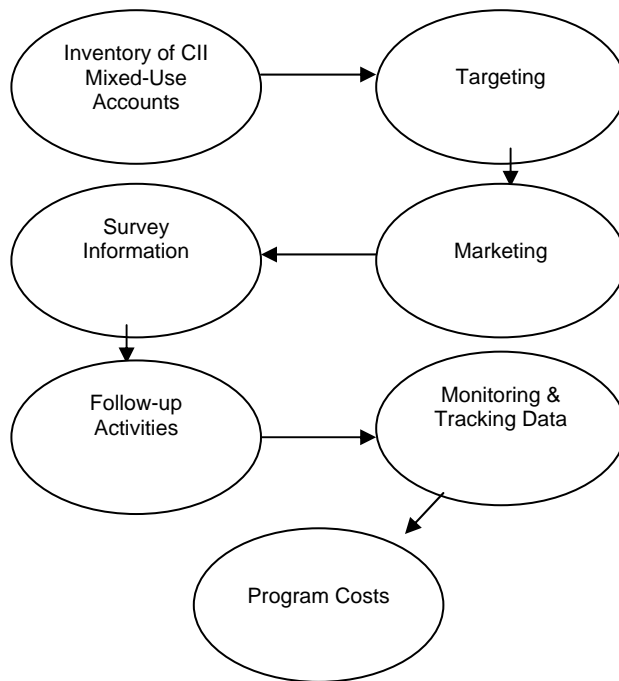 Inventory of CII
Mixed-Use
Accounts
Targeting
Survey
Information
Marketing
Follow-up
Activities
Monitoring &
Tracking Data
Program Costs